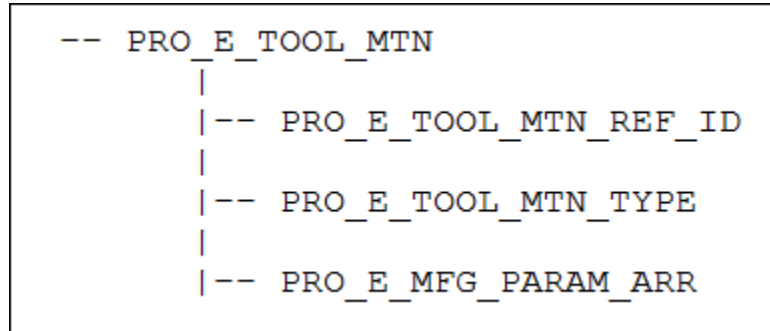 -- PRO_E_TOOL_MTN
|
|-- PRO_E_TOOL_MTN_REF_ID
|
|-- PRO_E_TOOL_MTN_TYPE
|
|-- PRO_E_MFG_PARAM_ARR